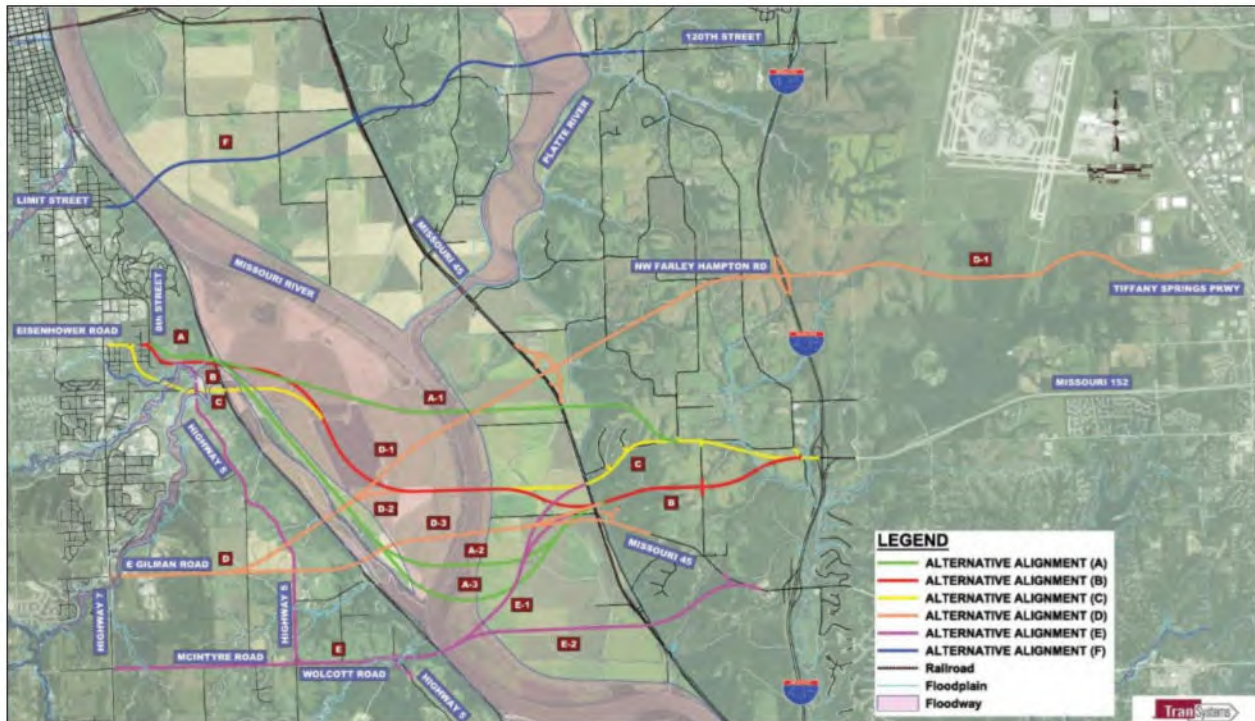 120TH STREET
F
PLATTE RIVER
LIMIT STREET
MISSOURI 45
MISSOURI RIVER
NW FARLEY HAMPTON RD
D-1
TIFFANY SPRINGS PKWY
8th STREET
EISENHOWER ROAD
A
B
C
A-1
MISSOURI 152
HIGHWAY 5
D-1
C
B
D-2
D-3
A-2
MISSOURI 45
E GILMAN ROAD
D
A-3
E-1
HIGHWAY 7
HIGHWAY 5
E
E-2
MCINTYRE ROAD
WOLCOTT ROAD
HIGHWAY 5
LEGEND
ALTERNATIVE ALIGNMENT (A)
ALTERNATIVE ALIGNMENT (B)
ALTERNATIVE ALIGNMENT (C)
ALTERNATIVE ALIGNMENT (D)
ALTERNATIVE ALIGNMENT (E)
ALTERNATIVE ALIGNMENT (F)
Railroad
Floodplain
Floodway
TranSystems